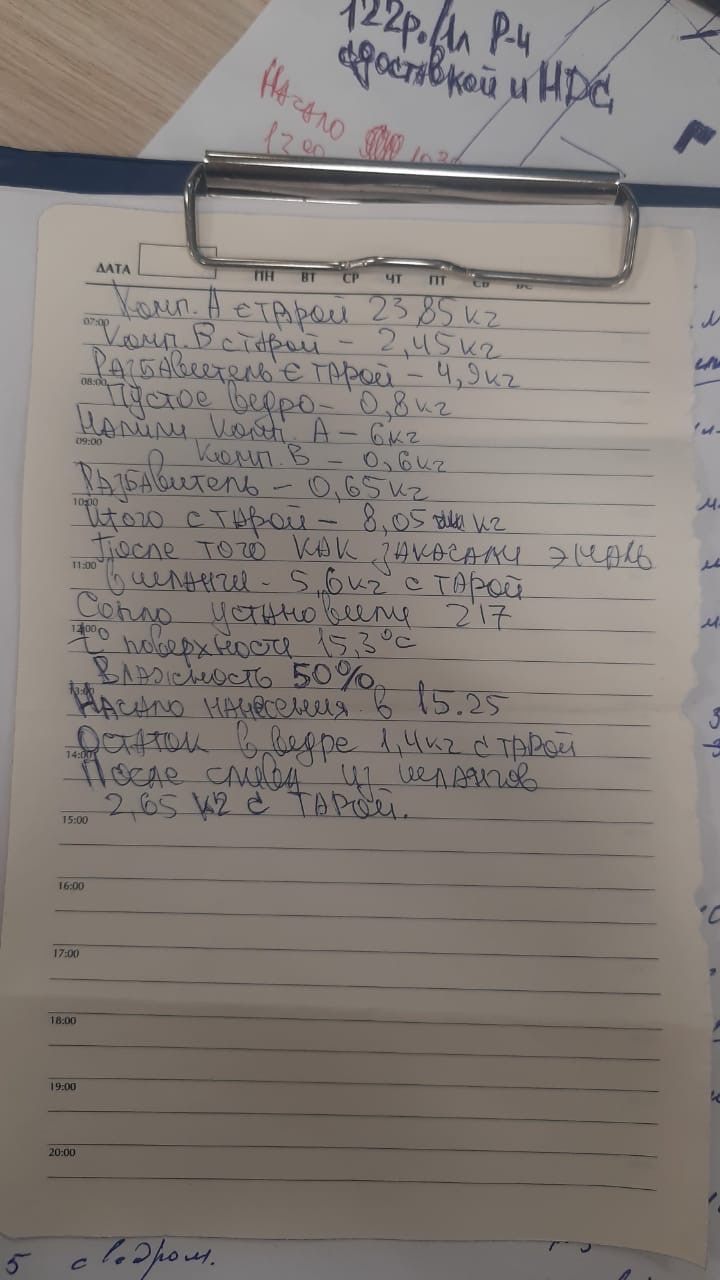 122р./1л Р-4
с доставкой и НДС
Начало
1200
ДАТА
ПН ВТ СР ЧТ ПТ СБ ВС
Комп. А с тарой 23,85 кг
07:00
Комп. В с тарой – 2,45 кг
Разбавитель с тарой – 4,9 кг
08:00
Пустое ведро – 0,8 кг
Налили Комп. А – 6 кг
09:00
Комп. В – 0,6 кг
Разбавитель – 0,65 кг
10:00
Итого с тарой – 8,05 кг
После того как закачали эмаль
11:00
в шланги – 5,6 кг с тарой
Сопло установили 217
12:00
t° поверхности 15,3°С
Влажность 50%
13:00
Начало нанесения в 15.25
Остаток в ведре 1,4 кг с тарой
14:00
После слива из шлангов
2,65 кг с тарой.
15:00
16:00
17:00
18:00
19:00
20:00
5 с ведром.